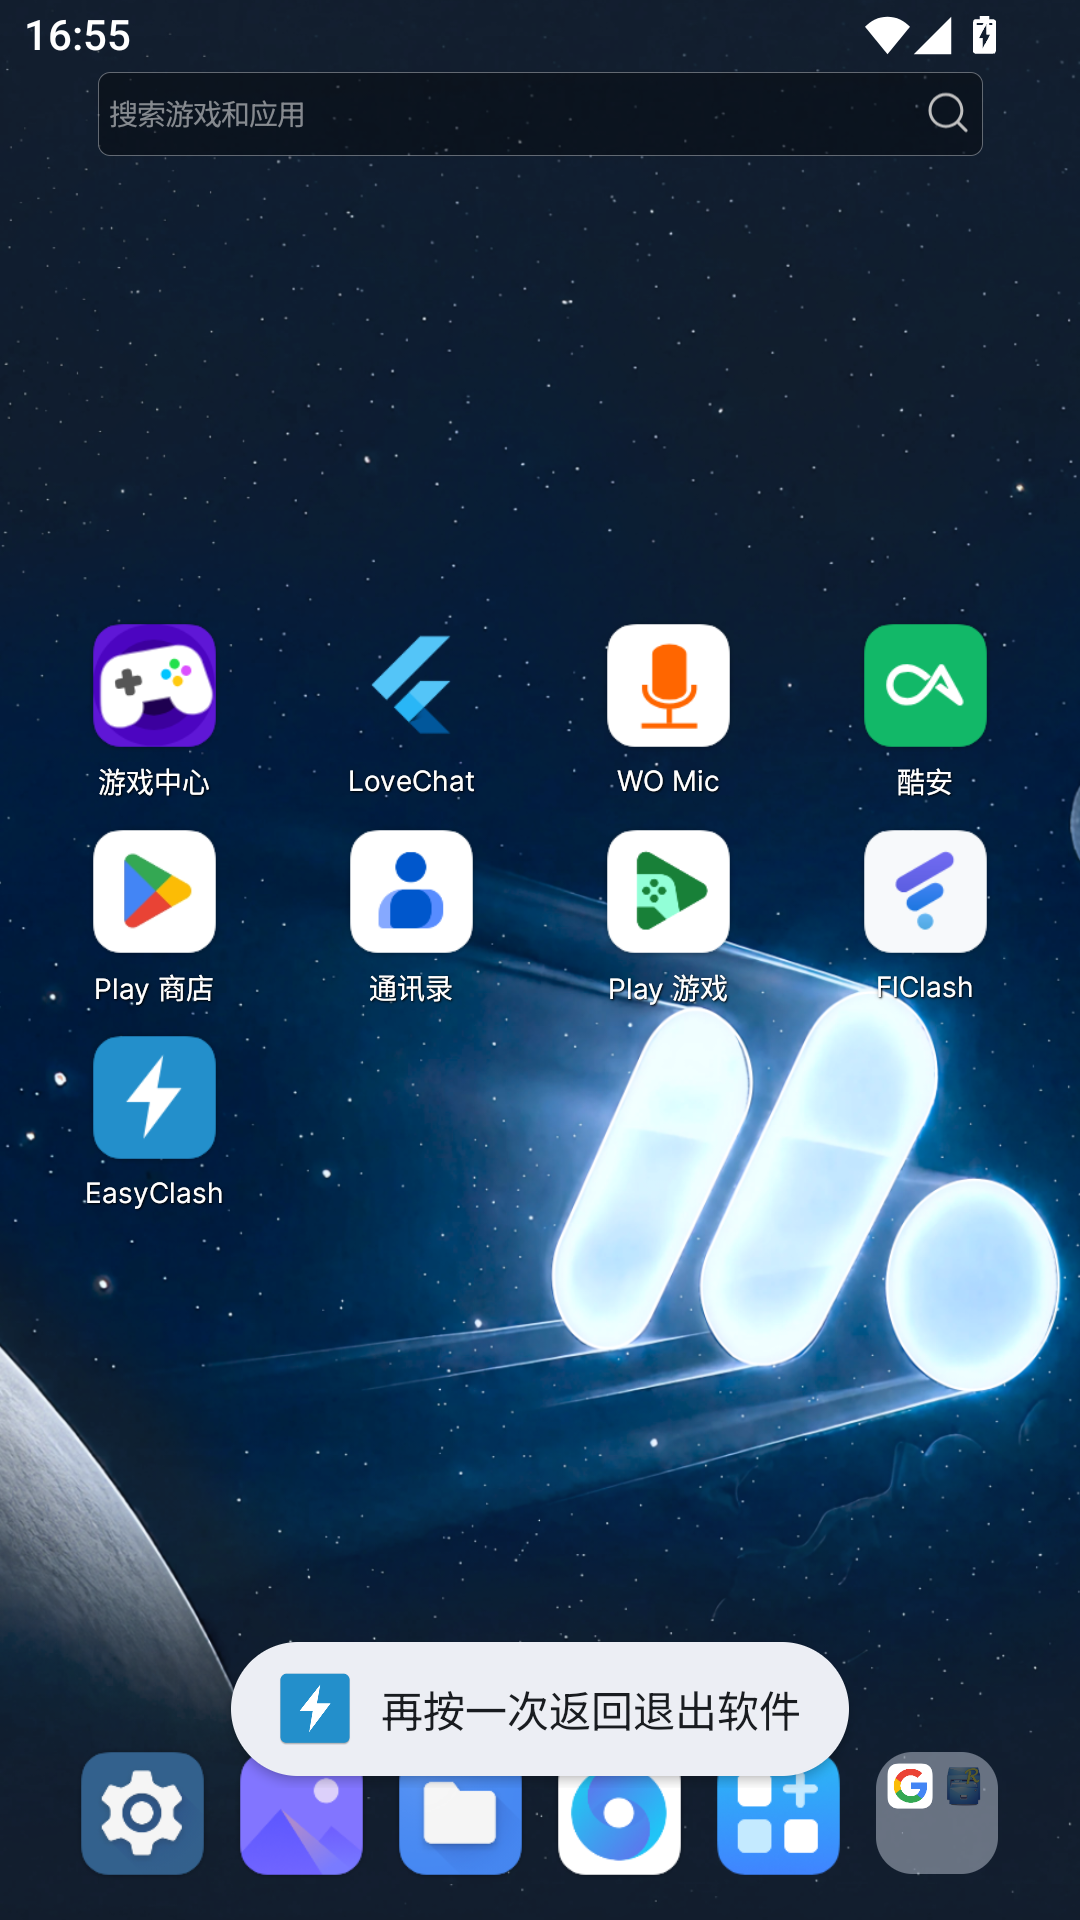 16:55
搜索游戏和应用
游戏中心
LoveChat
WO Mic
酷安
Play 商店
通讯录
Play 游戏
FlClash
EasyClash
再按一次返回退出软件